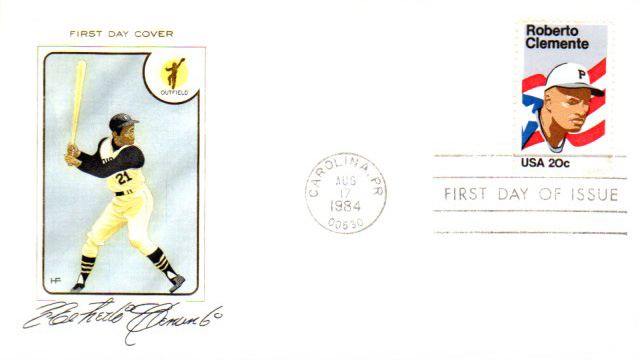 FIRST DAY COVER
OUTFIELD
21
HF
Roberto
Clemente
P
USA 20c
CAROLINA, PR
AUG
17
1984
00630
FIRST DAY OF ISSUE